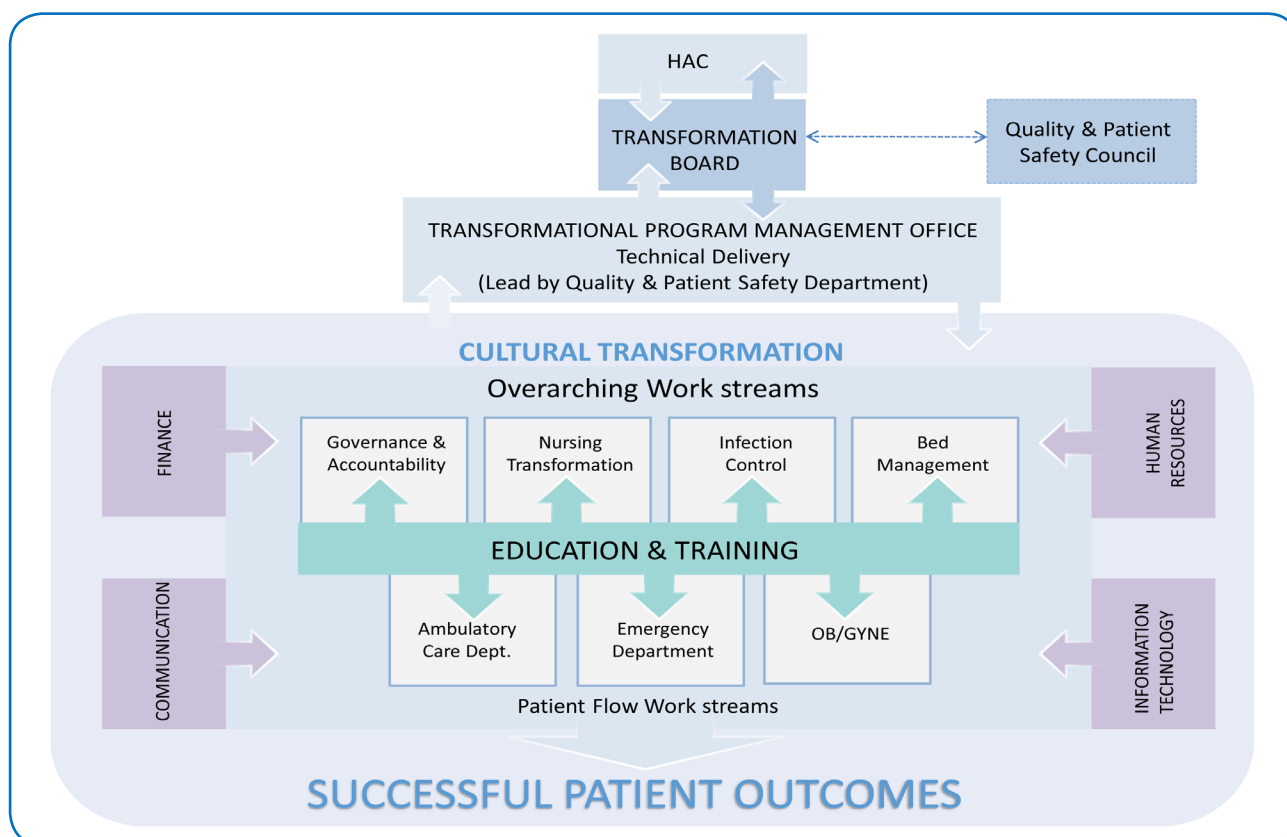 HAC
TRANSFORMATION
BOARD
Quality & Patient
Safety Council
TRANSFORMATIONAL PROGRAM MANAGEMENT OFFICE
Technical Delivery
(Lead by Quality & Patient Safety Department)
CULTURAL TRANSFORMATION
Overarching Work streams
FINANCE
HUMAN
RESOURCES
Governance &
Accountability
Nursing
Transformation
Infection
Control
Bed
Management
EDUCATION & TRAINING
COMMUNICATION
INFORMATION
TECHNOLOGY
Ambulatory
Care Dept.
Emergency
Department
OB/GYNE
Patient Flow Work streams
SUCCESSFUL PATIENT OUTCOMES